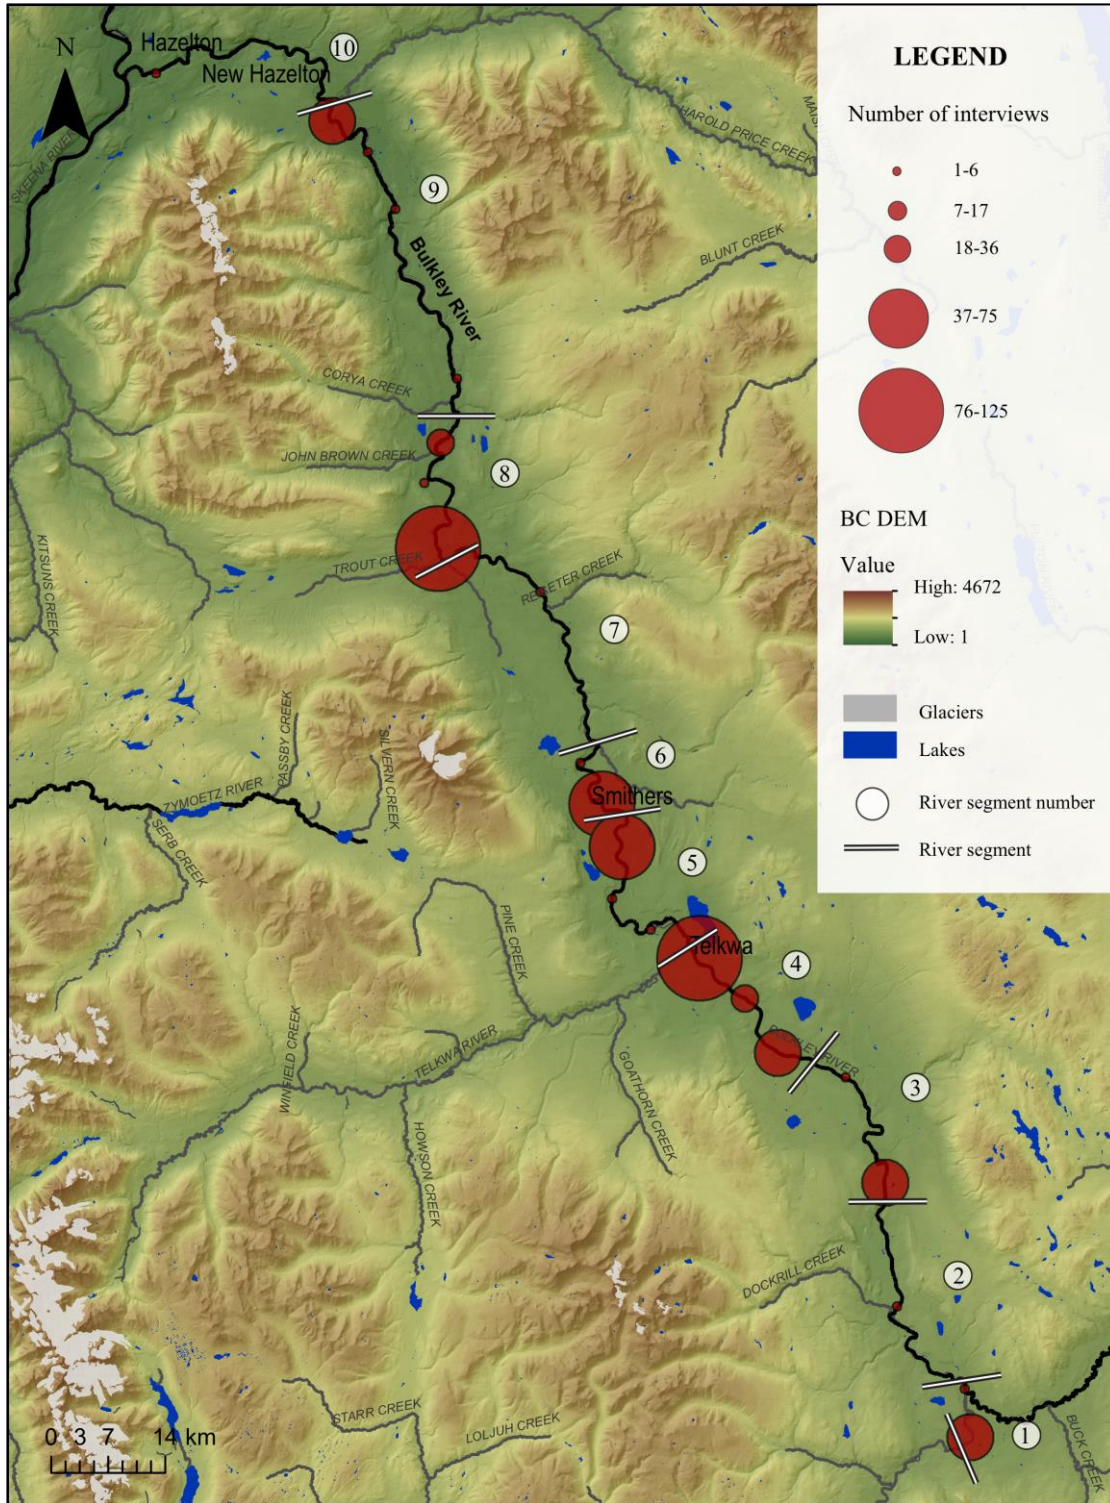 N
Hazelton
New Hazelton
10
SKEENA RIVER
HAROLD PRICE CREEK
9
Bulkley River
BLUNT CREEK
CORYA CREEK
JOHN BROWN CREEK
8
KITSUNS CREEK
TROUT CREEK
7
PASSBY CREEK
SILVERN CREEK
6
ZYMOETZ RIVER
Smithers
SERB CREEK
5
PINE CREEK
Telkwa
4
WINFIELD CREEK
TELKWA RIVER
GOATHORN CREEK
3
HOWSON CREEK
DOCKRILL CREEK
2
STARR CREEK
LOLJUH CREEK
1
BUCK CREEK
0 3 7 14 km
LEGEND
Number of interviews
1-6
7-17
18-36
37-75
76-125
BC DEM
Value
High: 4672
Low: 1
Glaciers
Lakes
River segment number
River segment